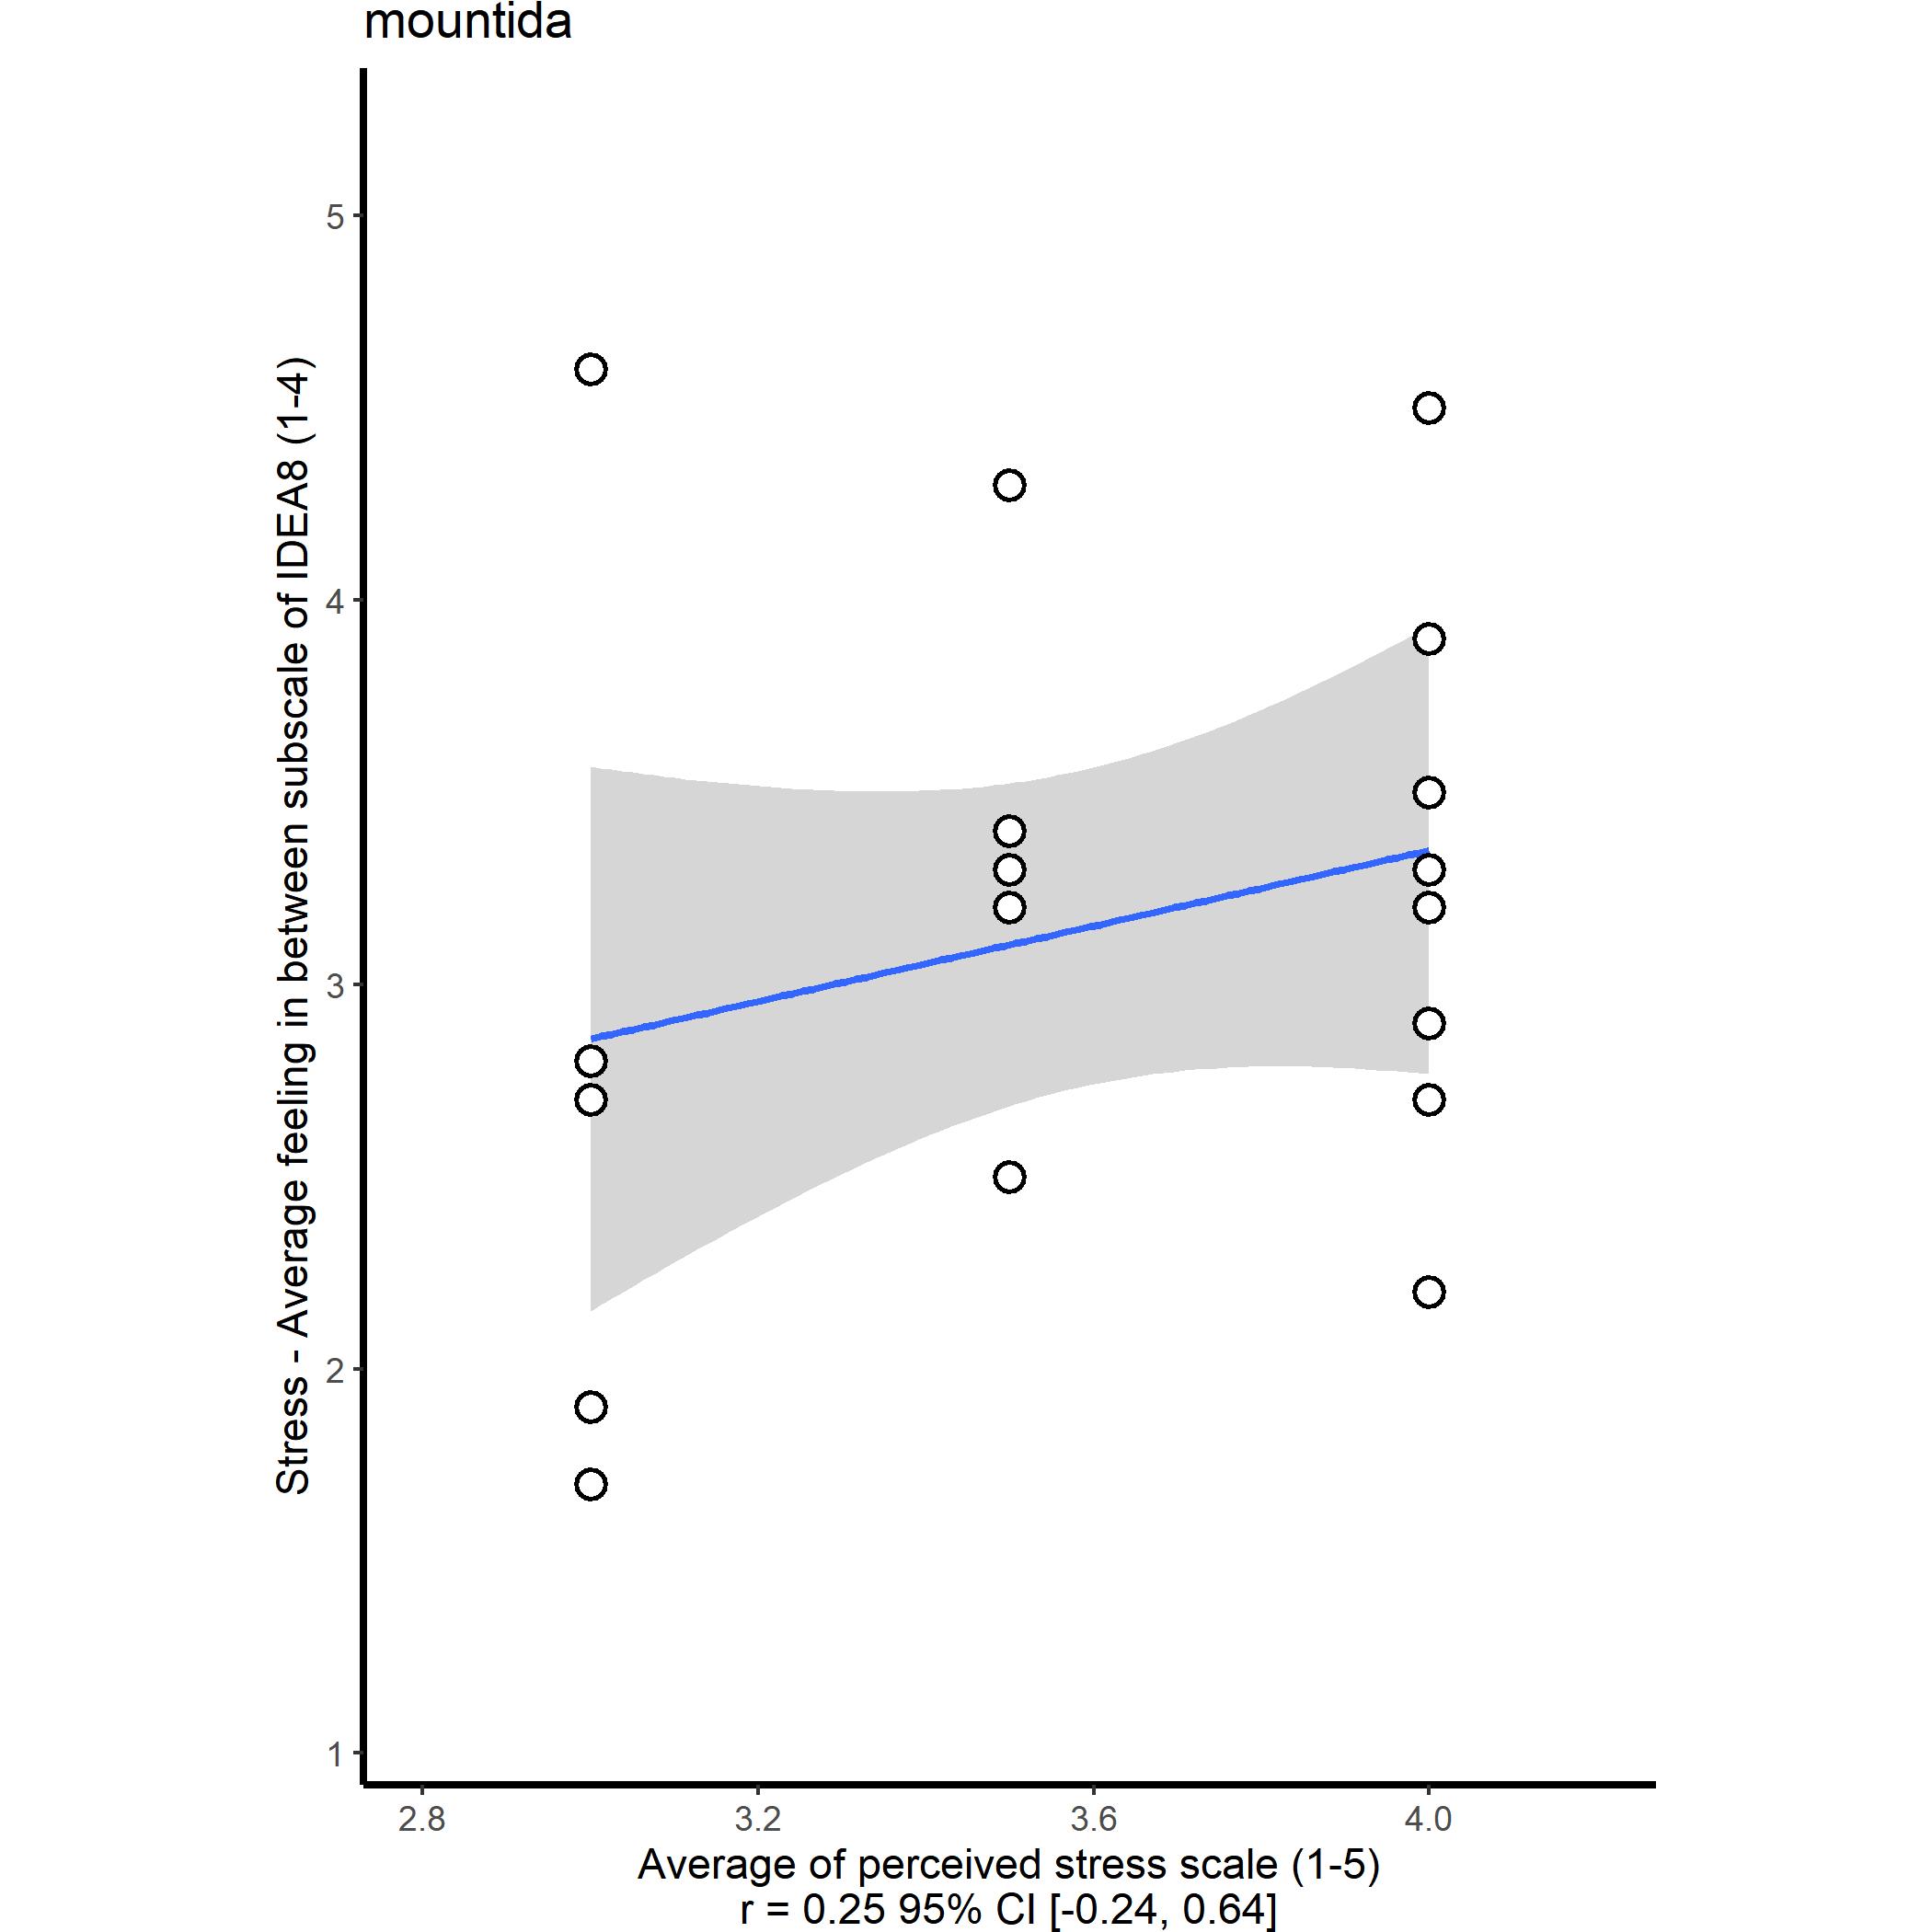 mountida
Stress - Average feeling in between subscale of IDEA8 (1-4)
5
4
3
2
1
2.8 3.2 3.6 4.0
Average of perceived stress scale (1-5)
r = 0.25 95% CI [-0.24, 0.64]